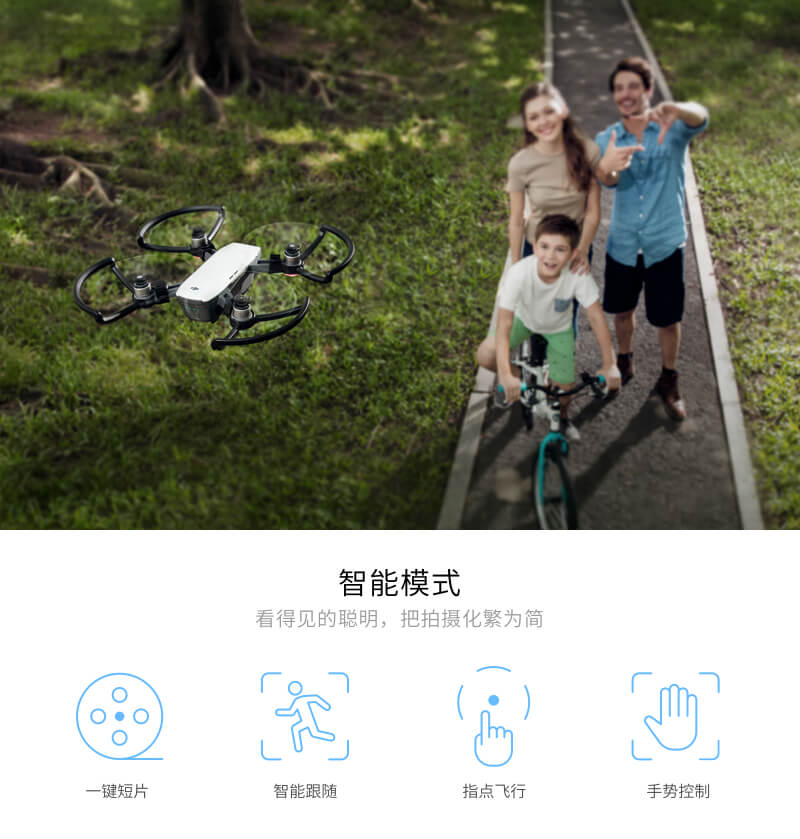 智能模式
看得见的聪明，把拍摄化繁为简
一键短片
智能跟随
指点飞行
手势控制